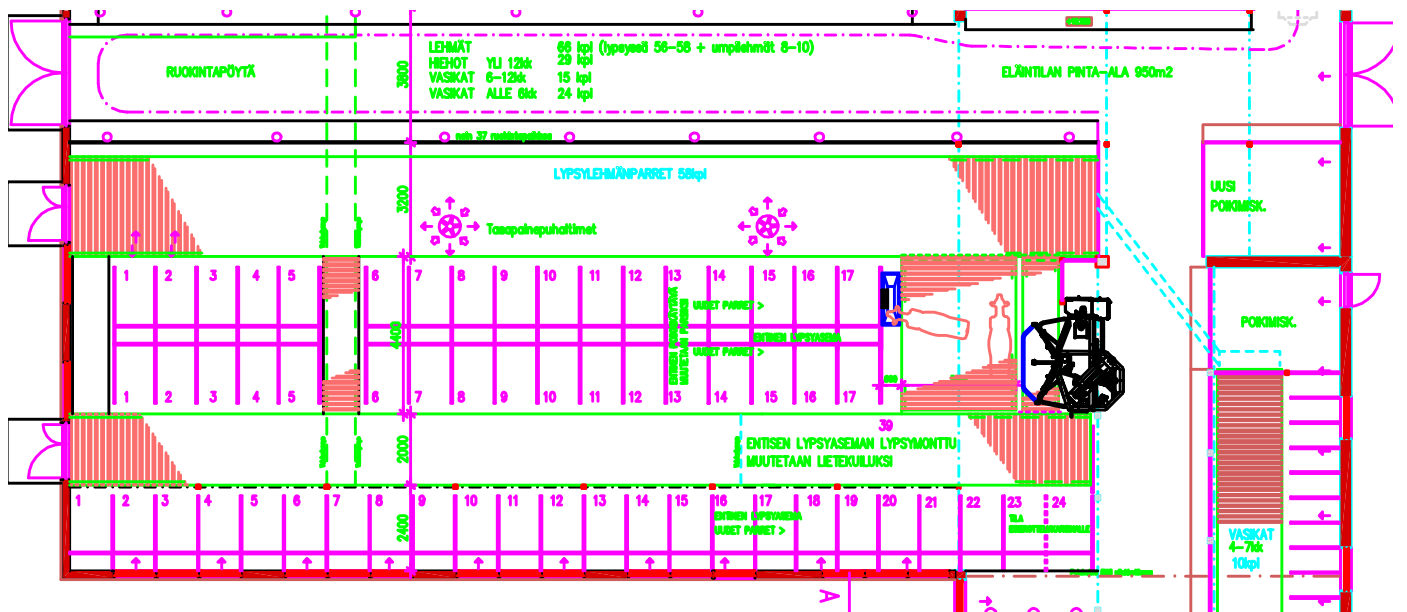 LEHMÄT 66 kpl (lypsyssä 56-58 + umpilehmät 8-10)
HIEHOT YLI 12kk 29 kpl
VASIKAT 6-12kk 15 kpl
VASIKAT ALLE 6kk 24 kpl
RUOKINTAPÖYTÄ
ELÄINTILAN PINTA-ALA 950m2
3800
LYPSYLEHMÄNPARRET 58kpl
3200
Tasapainepuhaltimet
UUSI
POIKIMISK.
1 2 3 4 5 6 7 8 9 10 11 12 13 14 15 16 17
UUDET PARRET >
ENTINEN LYPSYASEMA
UUDET PARRET >
4400
POIKIMISK.
1 2 3 4 5 6 7 8 9 10 11 12 13 14 15 16 17
39
ENTISEN LYPSYASEMAN LYPSYMONTTU
MUUTETAAN LIETEKUILUKSI
2000
1 2 3 4 5 6 7 8 9 10 11 12 13 14 15 16 17 18 19 20 21 22 23 24
ENTINEN LYPSYASEMA
UUDET PARRET >
TILA
2400
VASIKAT
4-7kk
10kpl
A